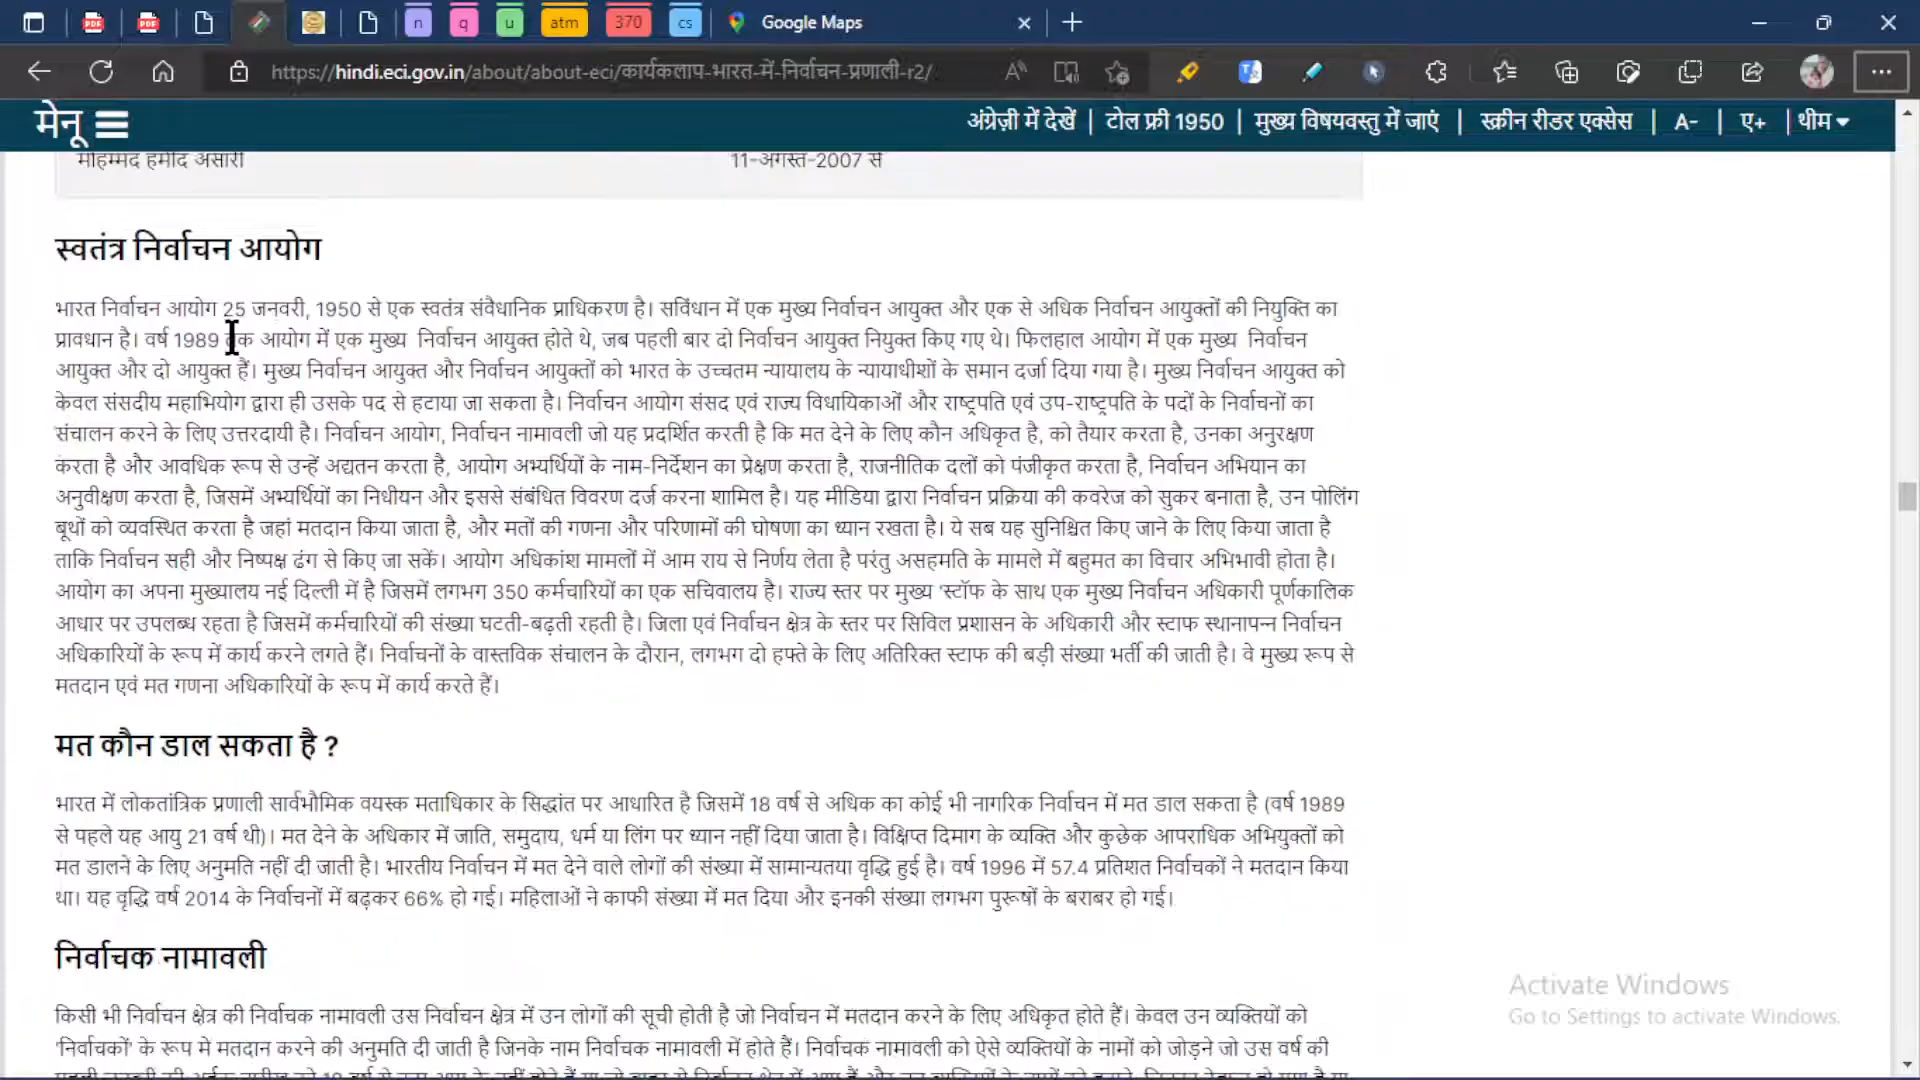 n q u atm 370 cs Google Maps
https://hindi.eci.gov.in/about/about-eci/कार्यकलाप-भारत-में-निर्वाचन-प्रणाली-r2/
मेनू अंग्रेज़ी में देखें | टोल फ्री 1950 | मुख्य विषयवस्तु में जाएं | स्क्रीन रीडर एक्सेस | A- | ए+ | थीम
मोहम्मद हमीद अंसारी 11-अगस्त-2007 से
स्वतंत्र निर्वाचन आयोग
भारत निर्वाचन आयोग 25 जनवरी, 1950 से एक स्वतंत्र संवैधानिक प्राधिकरण है। सविंधान में एक मुख्य निर्वाचन आयुक्त और एक से अधिक निर्वाचन आयुक्तों की नियुक्ति का
प्रावधान है। वर्ष 1989 तक आयोग में एक मुख्य निर्वाचन आयुक्त होते थे, जब पहली बार दो निर्वाचन आयुक्त नियुक्त किए गए थे। फिलहाल आयोग में एक मुख्य निर्वाचन
आयुक्त और दो आयुक्त हैं। मुख्य निर्वाचन आयुक्त और निर्वाचन आयुक्तों को भारत के उच्चतम न्यायालय के न्यायाधीशों के समान दर्जा दिया गया है। मुख्य निर्वाचन आयुक्त को
केवल संसदीय महाभियोग द्वारा ही उसके पद से हटाया जा सकता है। निर्वाचन आयोग संसद एवं राज्य विधायिकाओं और राष्ट्रपति एवं उप-राष्ट्रपति के पदों के निर्वाचनों का
संचालन करने के लिए उत्तरदायी है। निर्वाचन आयोग, निर्वाचन नामावली जो यह प्रदर्शित करती है कि मत देने के लिए कौन अधिकृत है, को तैयार करता है, उनका अनुरक्षण
करता है और आवधिक रूप से उन्हें अद्यतन करता है, आयोग अभ्यर्थियों के नाम-निर्देशन का प्रेक्षण करता है, राजनीतिक दलों को पंजीकृत करता है, निर्वाचन अभियान का
अनुवीक्षण करता है, जिसमें अभ्यर्थियों का निधीयन और इससे संबंधित विवरण दर्ज करना शामिल है। यह मीडिया द्वारा निर्वाचन प्रक्रिया की कवरेज को सुकर बनाता है, उन पोलिंग
बूथों को व्यवस्थित करता है जहां मतदान किया जाता है, और मतों की गणना और परिणामों की घोषणा का ध्यान रखता है। ये सब यह सुनिश्चित किए जाने के लिए किया जाता है
ताकि निर्वाचन सही और निष्पक्ष ढंग से किए जा सकें। आयोग अधिकांश मामलों में आम राय से निर्णय लेता है परंतु असहमति के मामले में बहुमत का विचार अभिभावी होता है।
आयोग का अपना मुख्यालय नई दिल्ली में है जिसमें लगभग 350 कर्मचारियों का एक सचिवालय है। राज्य स्तर पर मुख्य 'स्टॉफ के साथ एक मुख्य निर्वाचन अधिकारी पूर्णकालिक
आधार पर उपलब्ध रहता है जिसमें कर्मचारियों की संख्या घटती-बढ़ती रहती है। जिला एवं निर्वाचन क्षेत्र के स्तर पर सिविल प्रशासन के अधिकारी और स्टाफ स्थानापन्न निर्वाचन
अधिकारियों के रूप में कार्य करने लगते हैं। निर्वाचनों के वास्तविक संचालन के दौरान, लगभग दो हफ्ते के लिए अतिरिक्त स्टाफ की बड़ी संख्या भर्ती की जाती है। वे मुख्य रूप से
मतदान एवं मत गणना अधिकारियों के रूप में कार्य करते हैं।
मत कौन डाल सकता है ?
भारत में लोकतांत्रिक प्रणाली सार्वभौमिक वयस्क मताधिकार के सिद्धांत पर आधारित है जिसमें 18 वर्ष से अधिक का कोई भी नागरिक निर्वाचन में मत डाल सकता है (वर्ष 1989
से पहले यह आयु 21 वर्ष थी)। मत देने के अधिकार में जाति, समुदाय, धर्म या लिंग पर ध्यान नहीं दिया जाता है। विक्षिप्त दिमाग के व्यक्ति और कुछेक आपराधिक अभियुक्तों को
मत डालने के लिए अनुमति नहीं दी जाती है। भारतीय निर्वाचन में मत देने वाले लोगों की संख्या में सामान्यतया वृद्धि हुई है। वर्ष 1996 में 57.4 प्रतिशत निर्वाचकों ने मतदान किया
था। यह वृद्धि वर्ष 2014 के निर्वाचनों में बढ़कर 66% हो गई। महिलाओं ने काफी संख्या में मत दिया और इनकी संख्या लगभग पुरूषों के बराबर हो गई।
निर्वाचक नामावली
किसी भी निर्वाचन क्षेत्र की निर्वाचक नामावली उस निर्वाचन क्षेत्र में उन लोगों की सूची होती है जो निर्वाचन में मतदान करने के लिए अधिकृत होते हैं। केवल उन व्यक्तियों को
'निर्वाचकों' के रूप मे मतदान करने की अनुमति दी जाती है जिनके नाम निर्वाचक नामावली में होते हैं। निर्वाचक नामावली को ऐसे व्यक्तियों के नामों को जोड़ने जो उस वर्ष की
Activate Windows
Go to Settings to activate Windows.